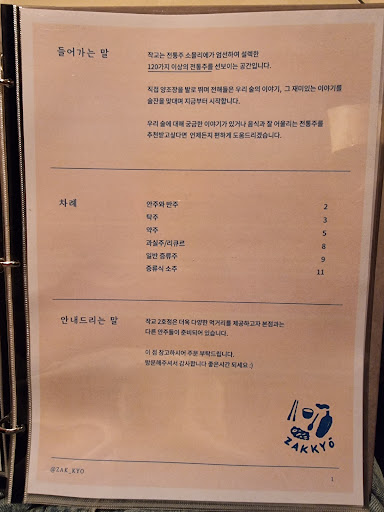 들어가는 말
작교는 전통주 소믈리에가 엄선하여 셀렉한
120가지 이상의 전통주를 선보이는 공간입니다.
직접 양조장을 발로 뛰며 전해들은 우리 술의 이야기, 그 재미있는 이야기를
술잔을 맞대며 지금부터 시작합니다.
우리 술에 대해 궁금한 이야기가 있거나 음식과 잘 어울리는 전통주를
추천받고싶다면 언제든지 편하게 도움드리겠습니다.
차례
안주와 반주 2
탁주 3
약주 5
과실주/리큐르 8
일반 증류주 9
증류식 소주 11
안내드리는 말
작교 2호점은 더욱 다양한 먹거리를 제공하고자 본점과는
다른 안주들이 준비되어 있습니다.
이 점 참고하시어 주문 부탁드립니다.
방문해주셔서 감사합니다 좋은시간 되세요 :)
ZAKKYO
@ZAK_KYO
1